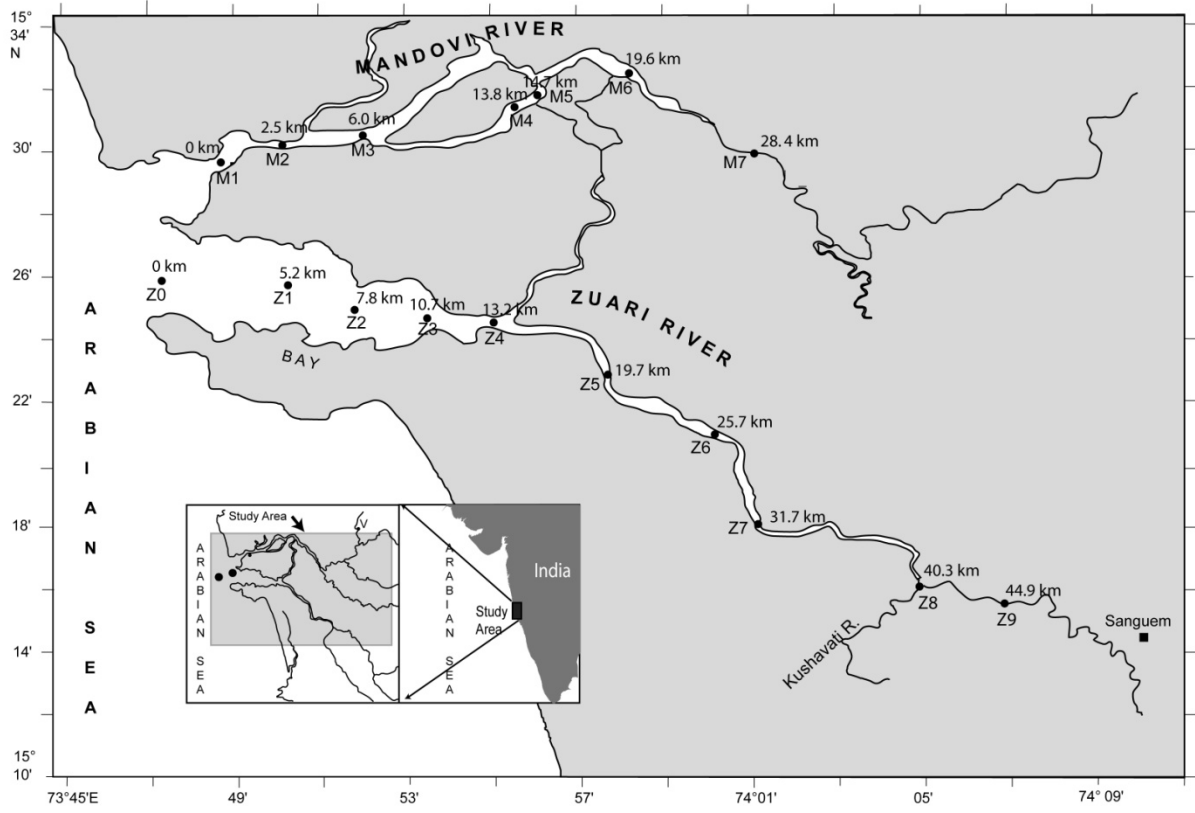 15°
34'
N
30'
26'
22'
18'
14'
15°
10'
73°45'E
49'
53'
57'
74°01'
05'
74° 09'
MANDOVI RIVER
0 km
M1
2.5 km
M2
6.0 km
M3
13.8 km
M4
14.7 km
M5
19.6 km
M6
28.4 km
M7
0 km
Z0
5.2 km
Z1
7.8 km
Z2
10.7 km
Z3
13.2 km
Z4
ZUARI RIVER
BAY
19.7 km
Z5
25.7 km
Z6
31.7 km
Z7
40.3 km
Z8
44.9 km
Z9
Sanguem
Kushavati R.
ARABIAN SEA
Study Area
V
ARABIAN SEA
ARABIAN SEA
India
Study
Area